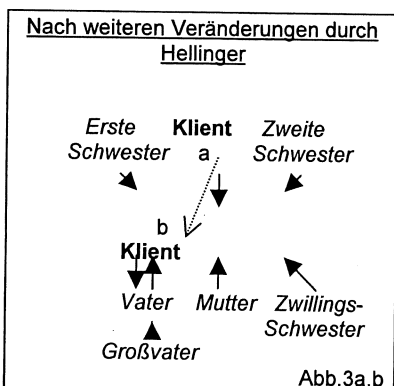 Nach weiteren Veränderungen durch
Hellinger
Erste Klient Zweite
Schwester a Schwester
b
Klient
Vater Mutter Zwillings-
Schwester
Großvater
Abb.3a,b